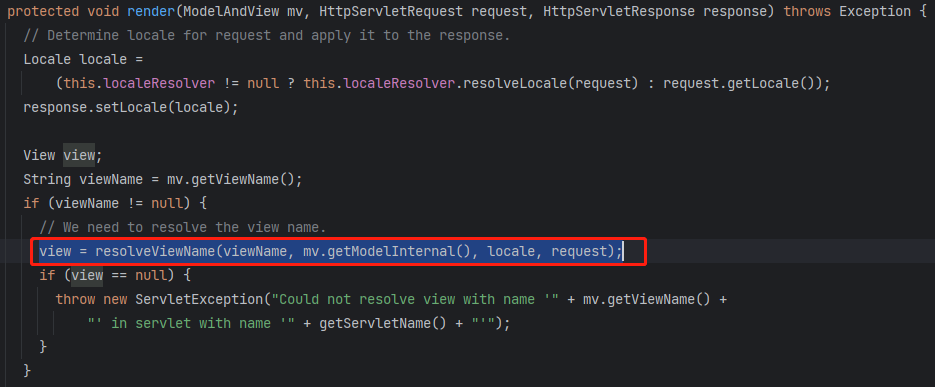 protected void render(ModelAndView mv, HttpServletRequest request, HttpServletResponse response) throws Exception {
// Determine locale for request and apply it to the response.
Locale locale =
(this.localeResolver != null ? this.localeResolver.resolveLocale(request) : request.getLocale());
response.setLocale(locale);
View view;
String viewName = mv.getViewName();
if (viewName != null) {
// We need to resolve the view name.
view = resolveViewName(viewName, mv.getModelInternal(), locale, request);
if (view == null) {
throw new ServletException("Could not resolve view with name '" + mv.getViewName() +
"' in servlet with name '" + getServletName() + "'");
}
}